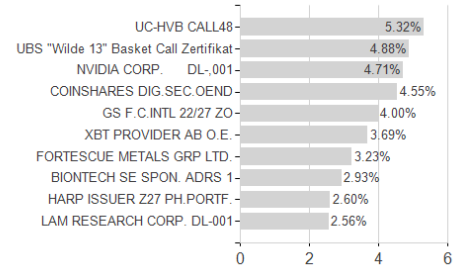 UC-HVB CALL48 5.32%
UBS "Wilde 13" Basket Call Zertifikat 4.88%
NVIDIA CORP. DL-,001 4.71%
COINSHARES DIG.SEC.OEND 4.55%
GS F.C.INTL 22/27 ZO 4.00%
XBT PROVIDER AB O.E. 3.69%
FORTESCUE METALS GRP LTD. 3.23%
BIONTECH SE SPON. ADRS 1 2.93%
HARP ISSUER Z27 PH.PORTF. 2.60%
LAM RESEARCH CORP. DL-001 2.56%
0 2 4 6